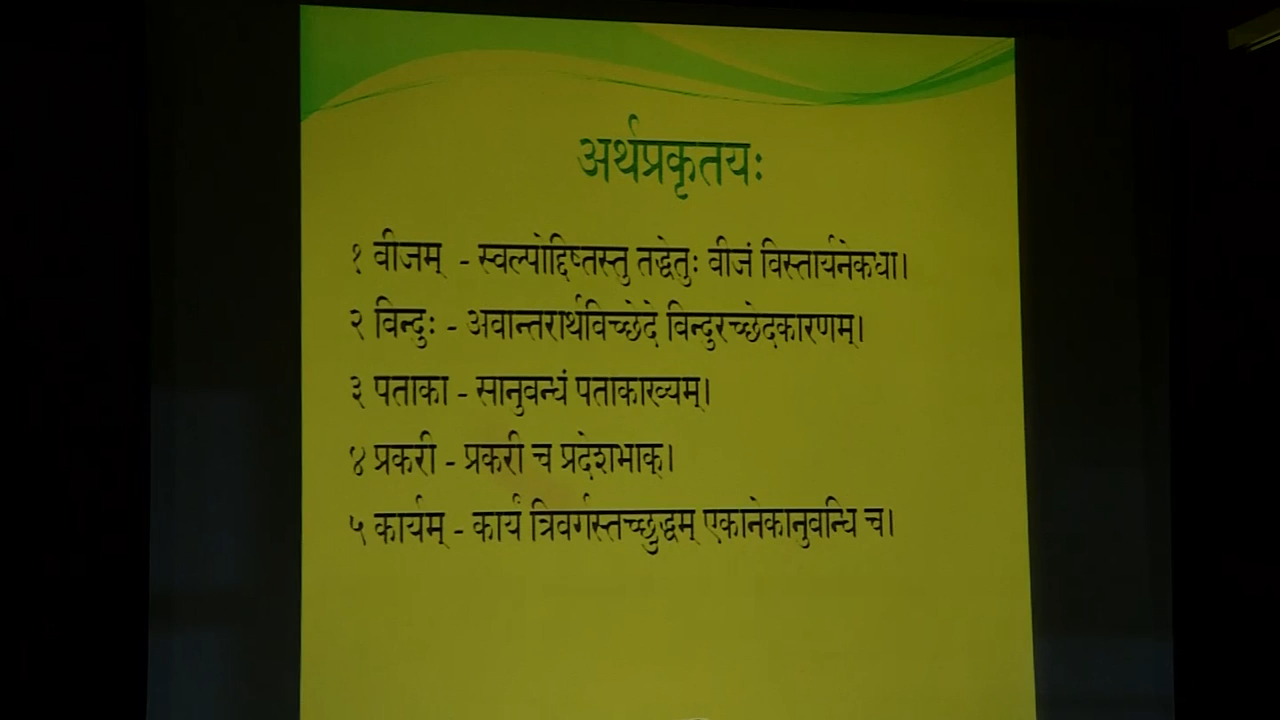 अर्थप्रकृतयः
१ वीजम् - स्वल्पोद्दिष्तस्तु तद्धेतुः वीजं विस्तार्यनेकधा।
२ विन्दुः - अवान्तरार्थविच्छेदे विन्दुरच्छेदकारणम्।
३ पताका - सानुवन्धं पताकाख्यम्।
४ प्रकरी - प्रकरी च प्रदेशभाक्।
५ कार्यम् - कार्यं त्रिवर्गस्तच्छुद्धम् एकानेकानुवन्धि च।